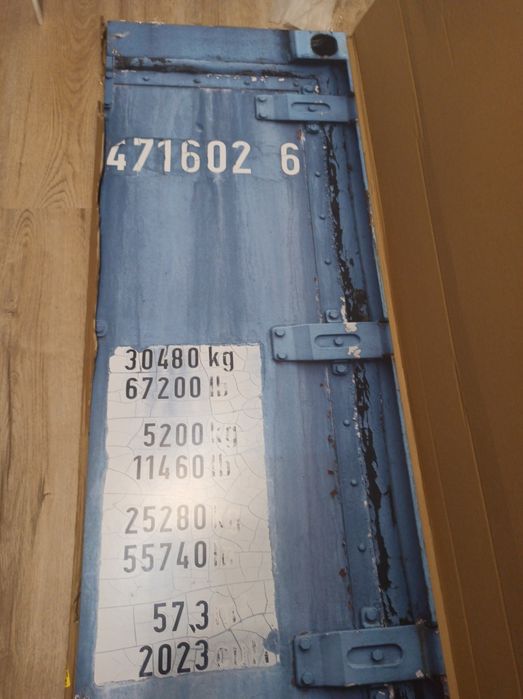 471602 6
30480 kg
67200 lb
5200 kg
11460 lb
25280 kg
55740 lb
57,3
2023